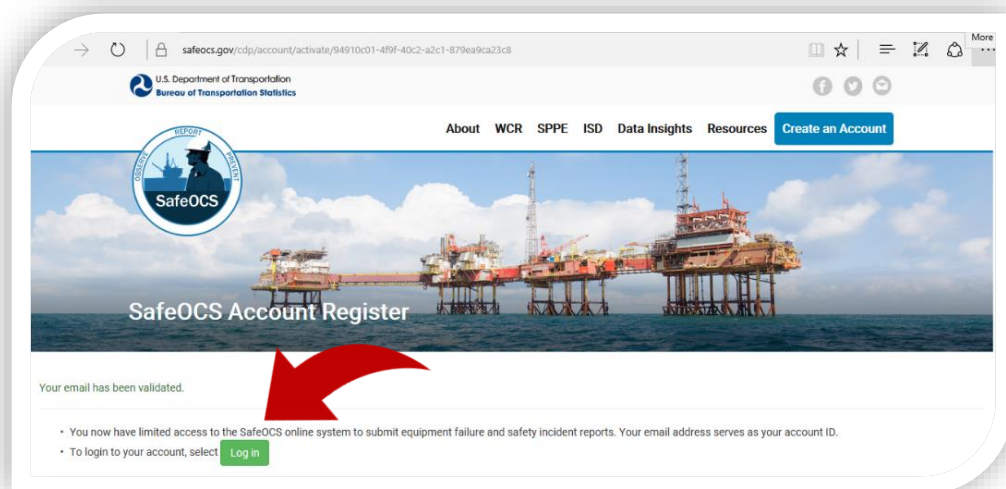 More
safeocs.gov/cdp/account/activate/94910c01-4f9f-40c2-a2c1-879ea9ca23c8
U.S. Department of Transportation
Bureau of Transportation Statistics
About WCR SPPE ISD Data Insights Resources Create an Account
OBSERVE REPORT PREVENT
SafeOCS
SafeOCS Account Register
Your email has been validated.
• You now have limited access to the SafeOCS online system to submit equipment failure and safety incident reports. Your email address serves as your account ID.
• To login to your account, select Log in